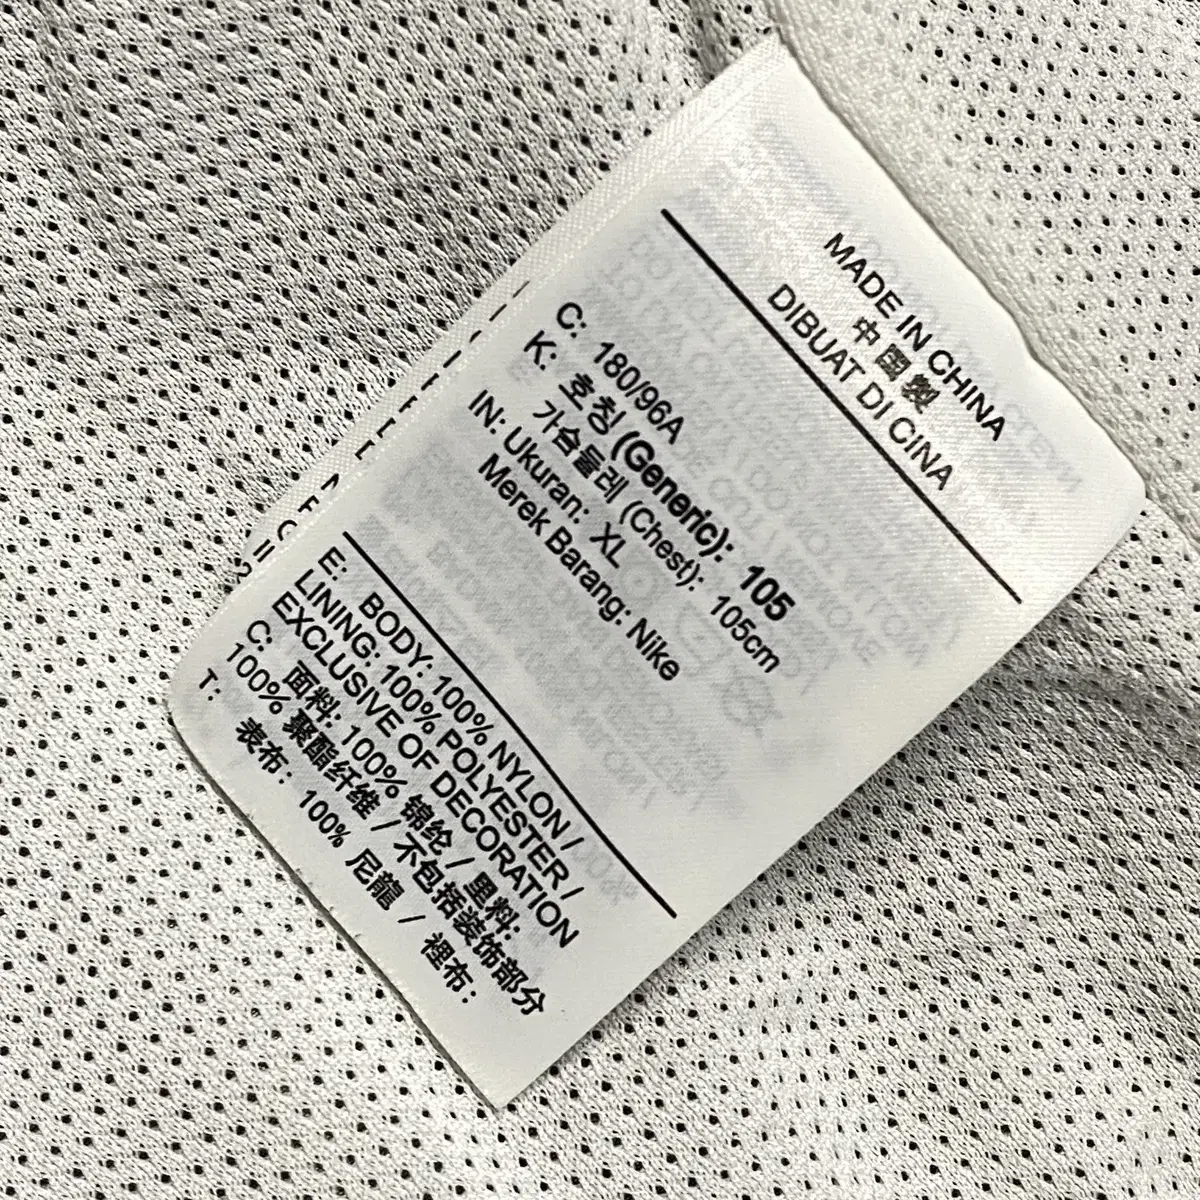 MADE IN CHINA
中国製
DIBUAT DI CINA
C: 180/96A
K: 호칭 (Generic): 105
가슴둘레 (Chest): 105cm
IN: Ukuran: XL
Merek Barang: Nike
E: BODY: 100% NYLON /
LINING: 100% POLYESTER /
EXCLUSIVE OF DECORATION
C: 面料: 100% 锦纶 / 里料:
100% 聚酯纤维 / 不包括装饰部分
T: 表布: 100% 尼龍 / 裡布: